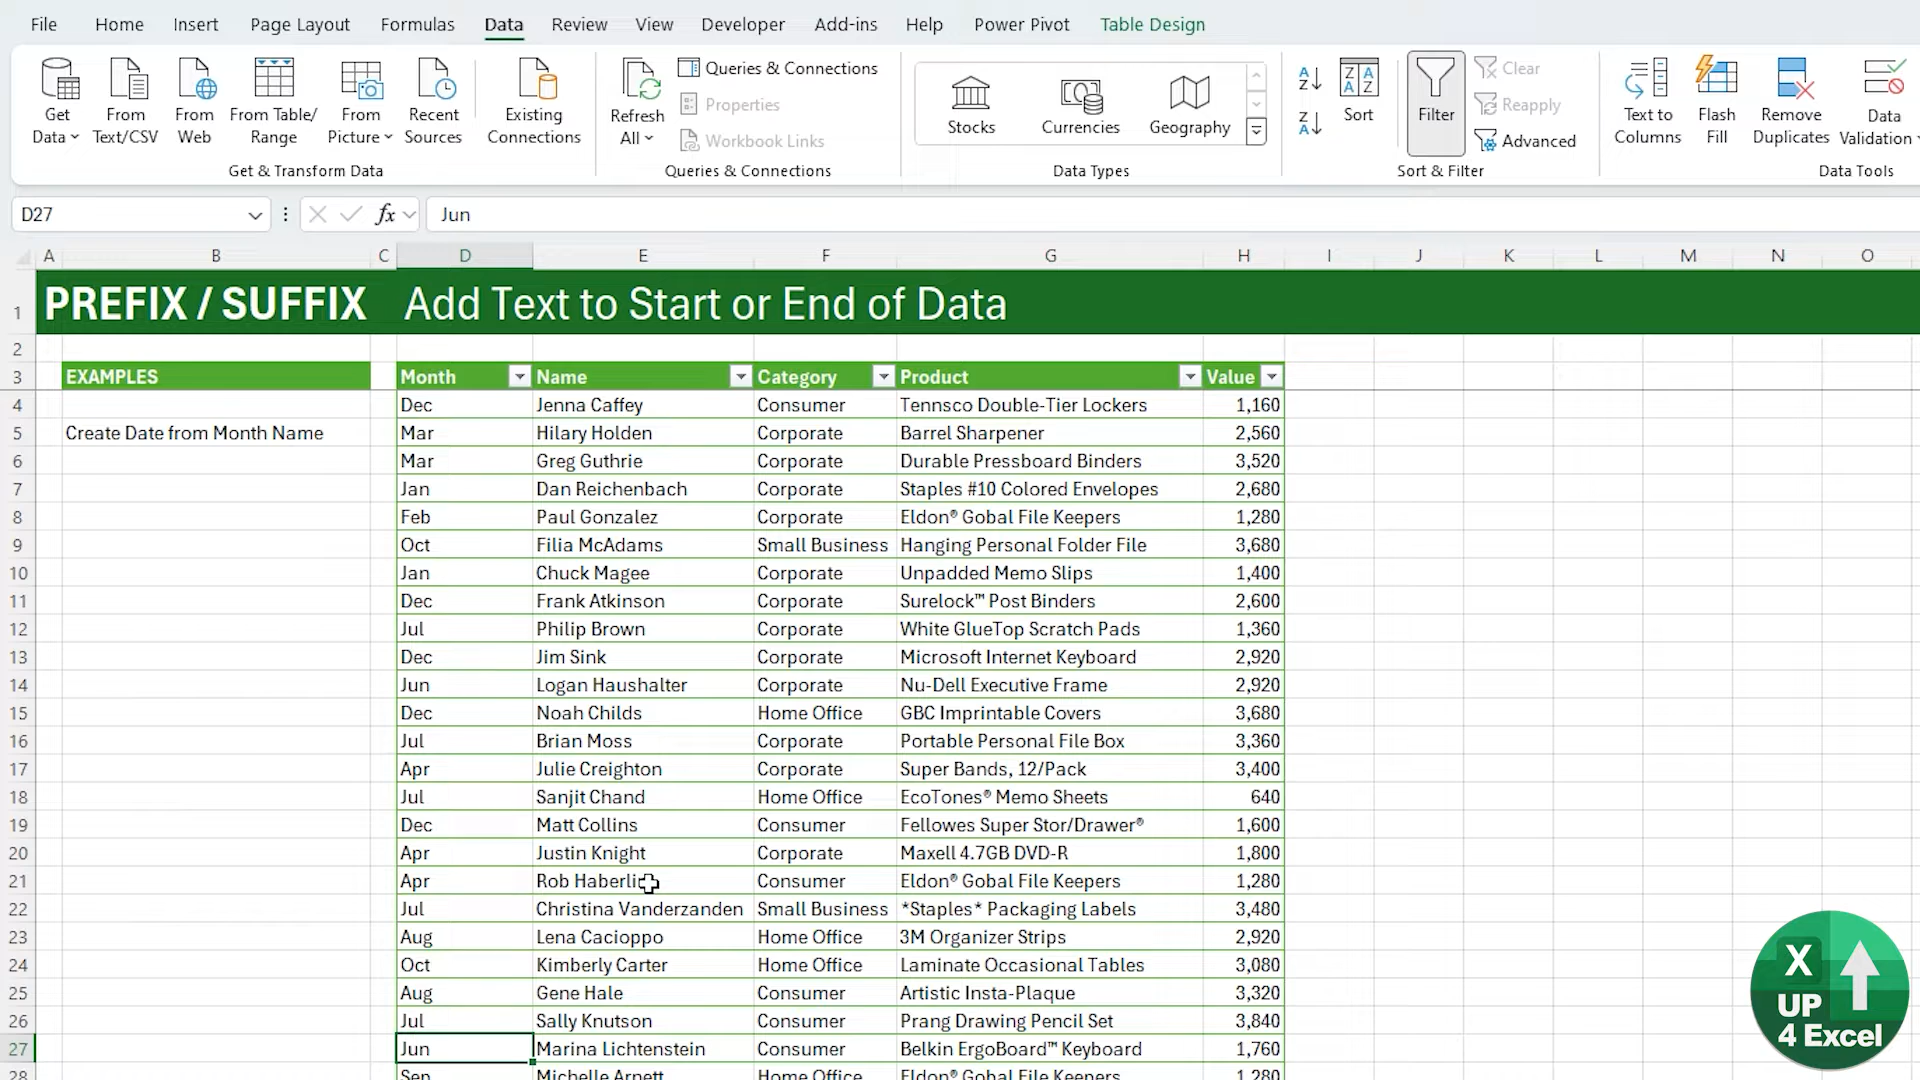 File Home Insert Page Layout Formulas Data Review View Developer Add-ins Help Power Pivot Table Design
Get Data From Text/CSV From Web From Table/ Range From Picture Recent Sources Existing Connections
Get & Transform Data
Refresh All Queries & Connections Properties Workbook Links
Queries & Connections
Stocks Currencies Geography
Data Types
Sort Filter Clear Reapply Advanced
Sort & Filter
Text to Columns Flash Fill Remove Duplicates Data Validation
Data Tools
D27 fx Jun
A B C D E F G H I J K L M N O
1 PREFIX / SUFFIX Add Text to Start or End of Data
2
3 EXAMPLES Month Name Category Product Value
4 Dec Jenna Caffey Consumer Tennsco Double-Tier Lockers 1,160
5 Create Date from Month Name Mar Hilary Holden Corporate Barrel Sharpener 2,560
6 Mar Greg Guthrie Corporate Durable Pressboard Binders 3,520
7 Jan Dan Reichenbach Corporate Staples #10 Colored Envelopes 2,680
8 Feb Paul Gonzalez Corporate Eldon® Gobal File Keepers 1,280
9 Oct Filia McAdams Small Business Hanging Personal Folder File 3,680
10 Jan Chuck Magee Corporate Unpadded Memo Slips 1,400
11 Dec Frank Atkinson Corporate Surelock™ Post Binders 2,600
12 Jul Philip Brown Corporate White GlueTop Scratch Pads 1,360
13 Dec Jim Sink Corporate Microsoft Internet Keyboard 2,920
14 Jun Logan Haushalter Corporate Nu-Dell Executive Frame 2,920
15 Dec Noah Childs Home Office GBC Imprintable Covers 3,680
16 Jul Brian Moss Corporate Portable Personal File Box 3,360
17 Apr Julie Creighton Corporate Super Bands, 12/Pack 3,400
18 Jul Sanjit Chand Home Office EcoTones® Memo Sheets 640
19 Dec Matt Collins Consumer Fellowes Super Stor/Drawer® 1,600
20 Apr Justin Knight Corporate Maxell 4.7GB DVD-R 1,800
21 Apr Rob Haberli Consumer Eldon® Gobal File Keepers 1,280
22 Jul Christina Vanderzanden Small Business *Staples* Packaging Labels 3,480
23 Aug Lena Cacioppo Home Office 3M Organizer Strips 2,920
24 Oct Kimberly Carter Home Office Laminate Occasional Tables 3,080
25 Aug Gene Hale Consumer Artistic Insta-Plaque 3,320
26 Jul Sally Knutson Consumer Prang Drawing Pencil Set 3,840
27 Jun Marina Lichtenstein Consumer Belkin ErgoBoard™ Keyboard 1,760
28 Sep Michelle Arnett Home Office Eldon® Gobal File Keepers 1,280
X
UP
4 Excel